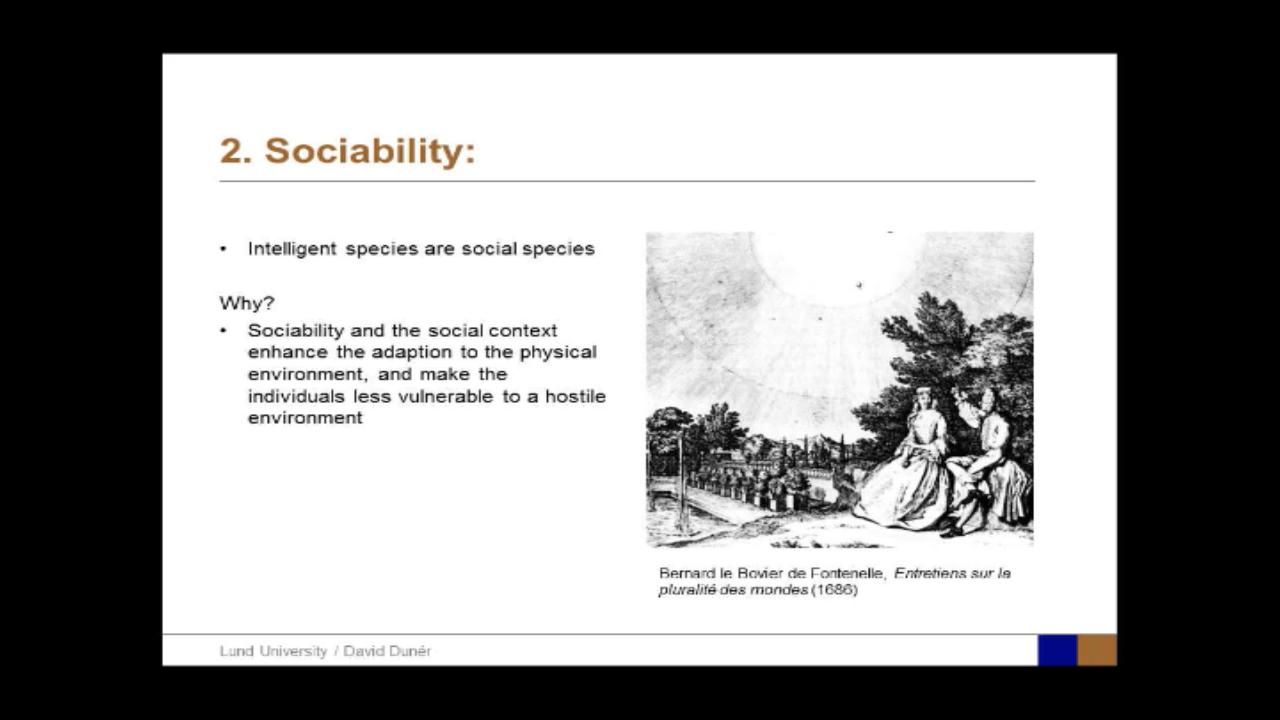 2. Sociability:
• Intelligent species are social species
Why?
• Sociability and the social context
enhance the adaption to the physical
environment, and make the
individuals less vulnerable to a hostile
environment
Bernard le Bovier de Fontenelle, Entretiens sur la
pluralité des mondes (1686)
Lund University / David Dunér